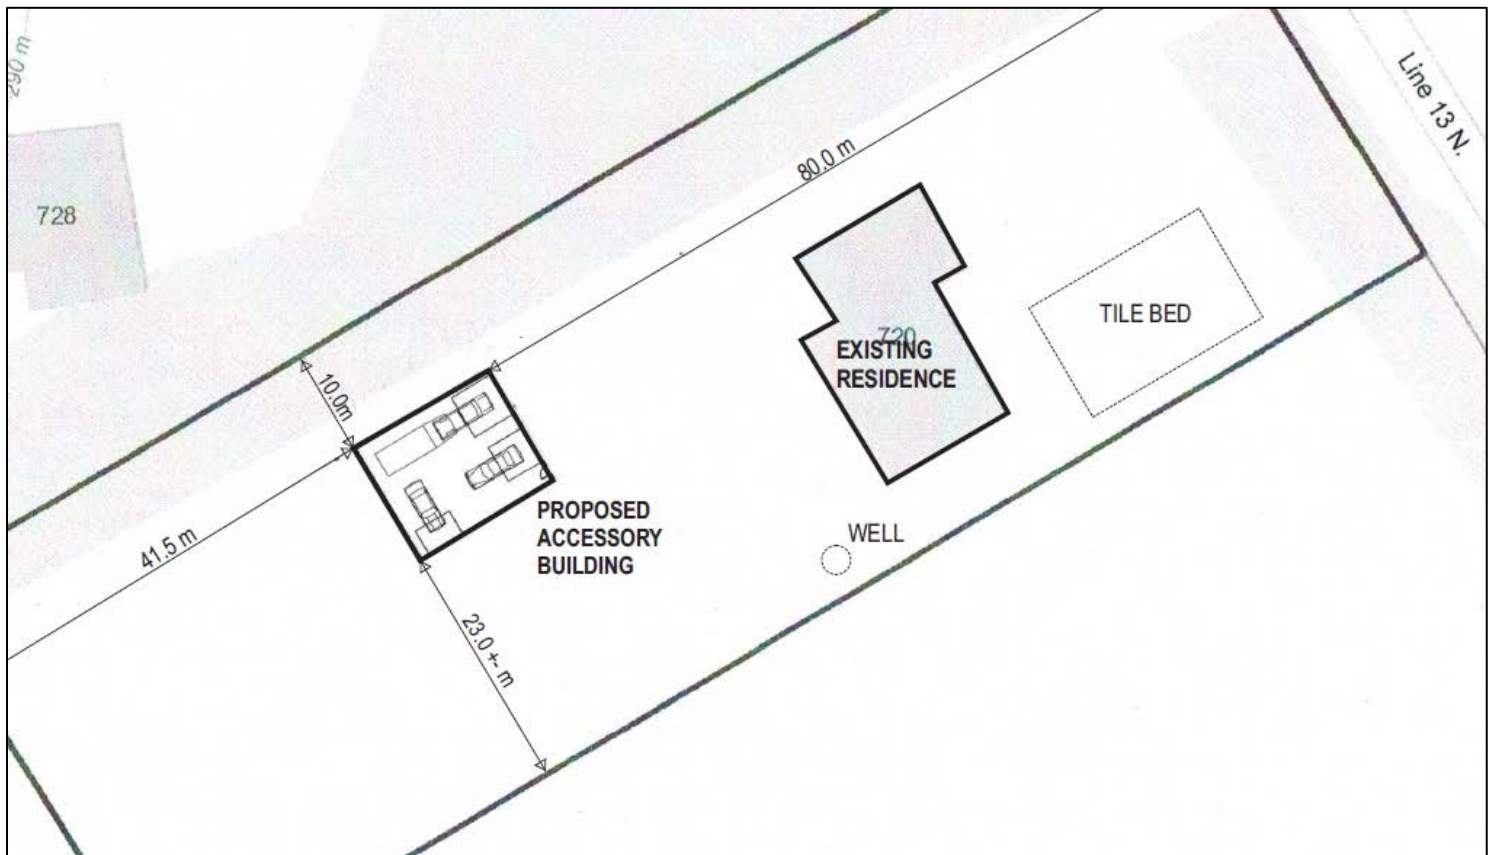 290 m
Line 13 N.
80.0 m
728
TILE BED
720
EXISTING
RESIDENCE
10.0m
PROPOSED
ACCESSORY
BUILDING
WELL
41.5 m
23.0 +- m